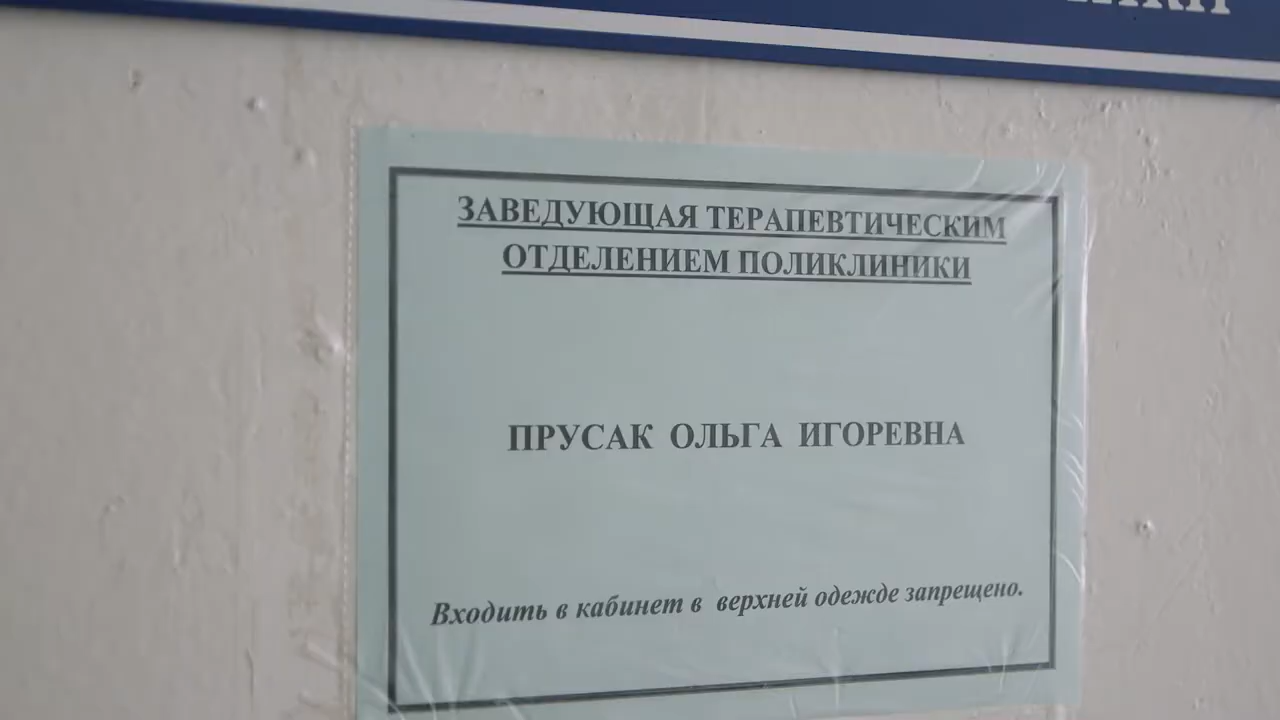 ЗАВЕДУЮЩАЯ ТЕРАПЕВТИЧЕСКИМ
ОТДЕЛЕНИЕМ ПОЛИКЛИНИКИ
ПРУСАК ОЛЬГА ИГОРЕВНА
Входить в кабинет в верхней одежде запрещено.